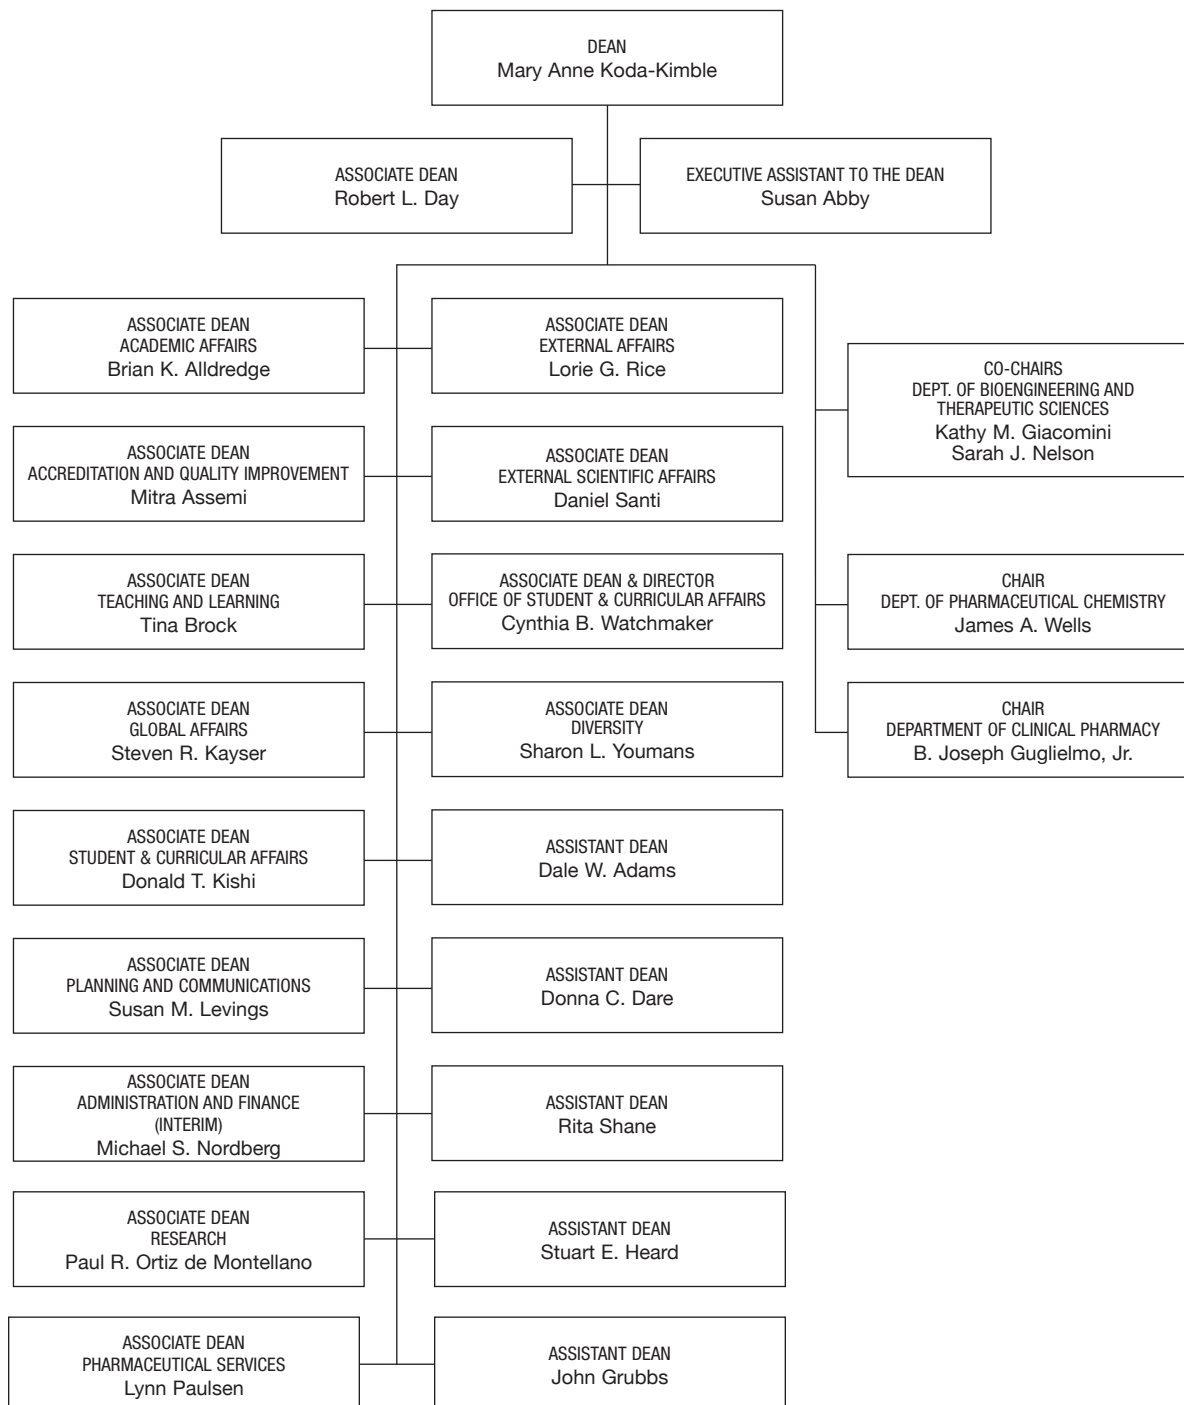 DEAN
Mary Anne Koda-Kimble
ASSOCIATE DEAN
Robert L. Day
EXECUTIVE ASSISTANT TO THE DEAN
Susan Abby
ASSOCIATE DEAN
ACADEMIC AFFAIRS
Brian K. Alldredge
ASSOCIATE DEAN
EXTERNAL AFFAIRS
Lorie G. Rice
CO-CHAIRS
DEPT. OF BIOENGINEERING AND
THERAPEUTIC SCIENCES
Kathy M. Giacomini
Sarah J. Nelson
ASSOCIATE DEAN
ACCREDITATION AND QUALITY IMPROVEMENT
Mitra Assemi
ASSOCIATE DEAN
EXTERNAL SCIENTIFIC AFFAIRS
Daniel Santi
ASSOCIATE DEAN
TEACHING AND LEARNING
Tina Brock
ASSOCIATE DEAN & DIRECTOR
OFFICE OF STUDENT & CURRICULAR AFFAIRS
Cynthia B. Watchmaker
CHAIR
DEPT. OF PHARMACEUTICAL CHEMISTRY
James A. Wells
ASSOCIATE DEAN
GLOBAL AFFAIRS
Steven R. Kayser
ASSOCIATE DEAN
DIVERSITY
Sharon L. Youmans
CHAIR
DEPARTMENT OF CLINICAL PHARMACY
B. Joseph Guglielmo, Jr.
ASSOCIATE DEAN
STUDENT & CURRICULAR AFFAIRS
Donald T. Kishi
ASSISTANT DEAN
Dale W. Adams
ASSOCIATE DEAN
PLANNING AND COMMUNICATIONS
Susan M. Levings
ASSISTANT DEAN
Donna C. Dare
ASSOCIATE DEAN
ADMINISTRATION AND FINANCE
(INTERIM)
Michael S. Nordberg
ASSISTANT DEAN
Rita Shane
ASSOCIATE DEAN
RESEARCH
Paul R. Ortiz de Montellano
ASSISTANT DEAN
Stuart E. Heard
ASSOCIATE DEAN
PHARMACEUTICAL SERVICES
Lynn Paulsen
ASSISTANT DEAN
John Grubbs